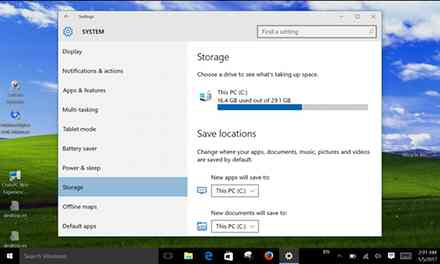 Settings
SYSTEM
Find a setting
Display
Notifications & actions
Apps & features
Multi-tasking
Tablet mode
Battery saver
Power & sleep
Storage
Offline maps
Default apps
Storage
Choose a drive to see what's taking up space.
This PC (C:)
16.4 GB used out of 29.1 GB
Save locations
Change where your apps, documents, music, pictures and videos
are saved by default.
New apps will save to:
This PC (C:)
New documents will save to:
This PC (C:)
Search Windows
EN